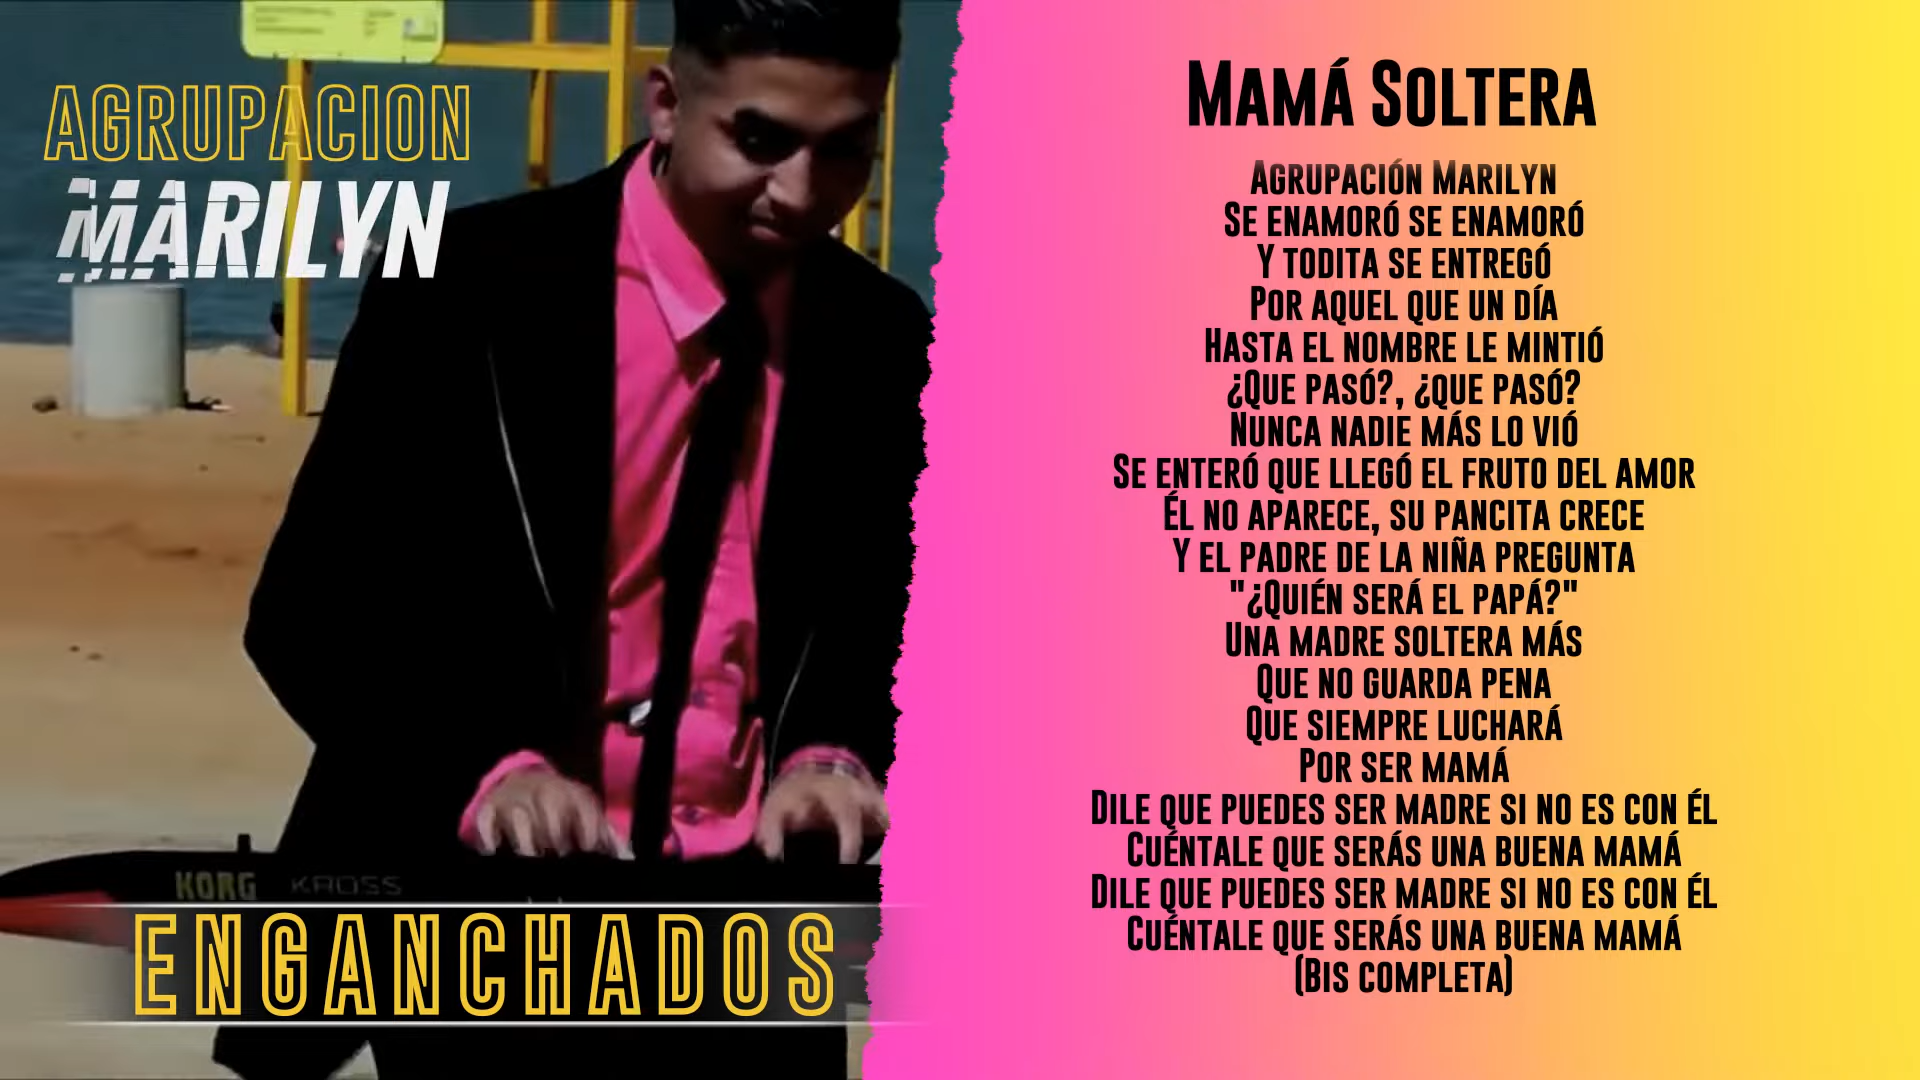 AGRUPACION
MARILYN
KORG KROSS
ENGANCHADOS
Mamá Soltera
Agrupación Marilyn
Se enamoró se enamoró
Y todita se entregó
Por aquel que un día
Hasta el nombre le mintió
¿Que pasó?, ¿que pasó?
Nunca nadie más lo vió
Se enteró que llegó el fruto del amor
Él no aparece, su pancita crece
Y el padre de la niña pregunta
"¿Quién será el papá?"
Una madre soltera más
Que no guarda pena
Que siempre luchará
Por ser mamá
Dile que puedes ser madre si no es con él
Cuéntale que serás una buena mamá
Dile que puedes ser madre si no es con él
Cuéntale que serás una buena mamá
(Bis completa)